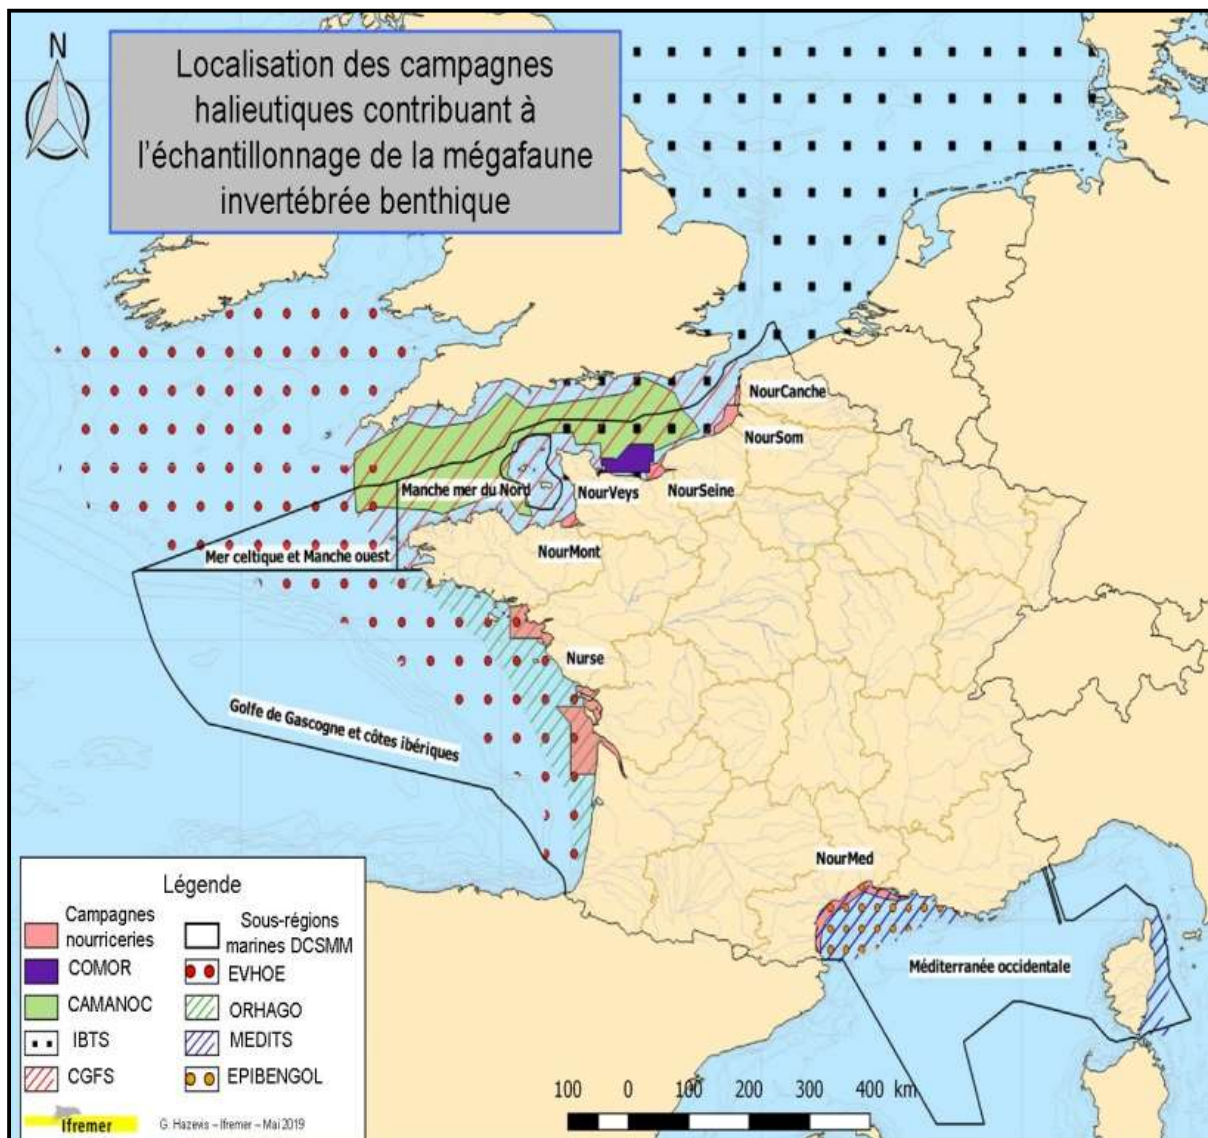 N
Localisation des campagnes
halieutiques contribuant à
l'échantillonnage de la mégafaune
invertébrée benthique
NourCanche
NourSom
Manche mer du Nord
NourVeys
NourSeine
NourMont
Mer celtique et Manche ouest
Nurse
Golfe de Gascogne et côtes ibériques
NourMed
Méditerranée occidentale
Légende
Campagnes
nourriceries
Sous-régions
marines DCSMM
COMOR
EVHOE
CAMANOC
ORHAGO
IBTS
MEDITS
CGFS
EPIBENGOL
Ifremer
G. Hazevis – Ifremer – Mai 2019
100 0 100 200 300 400 km